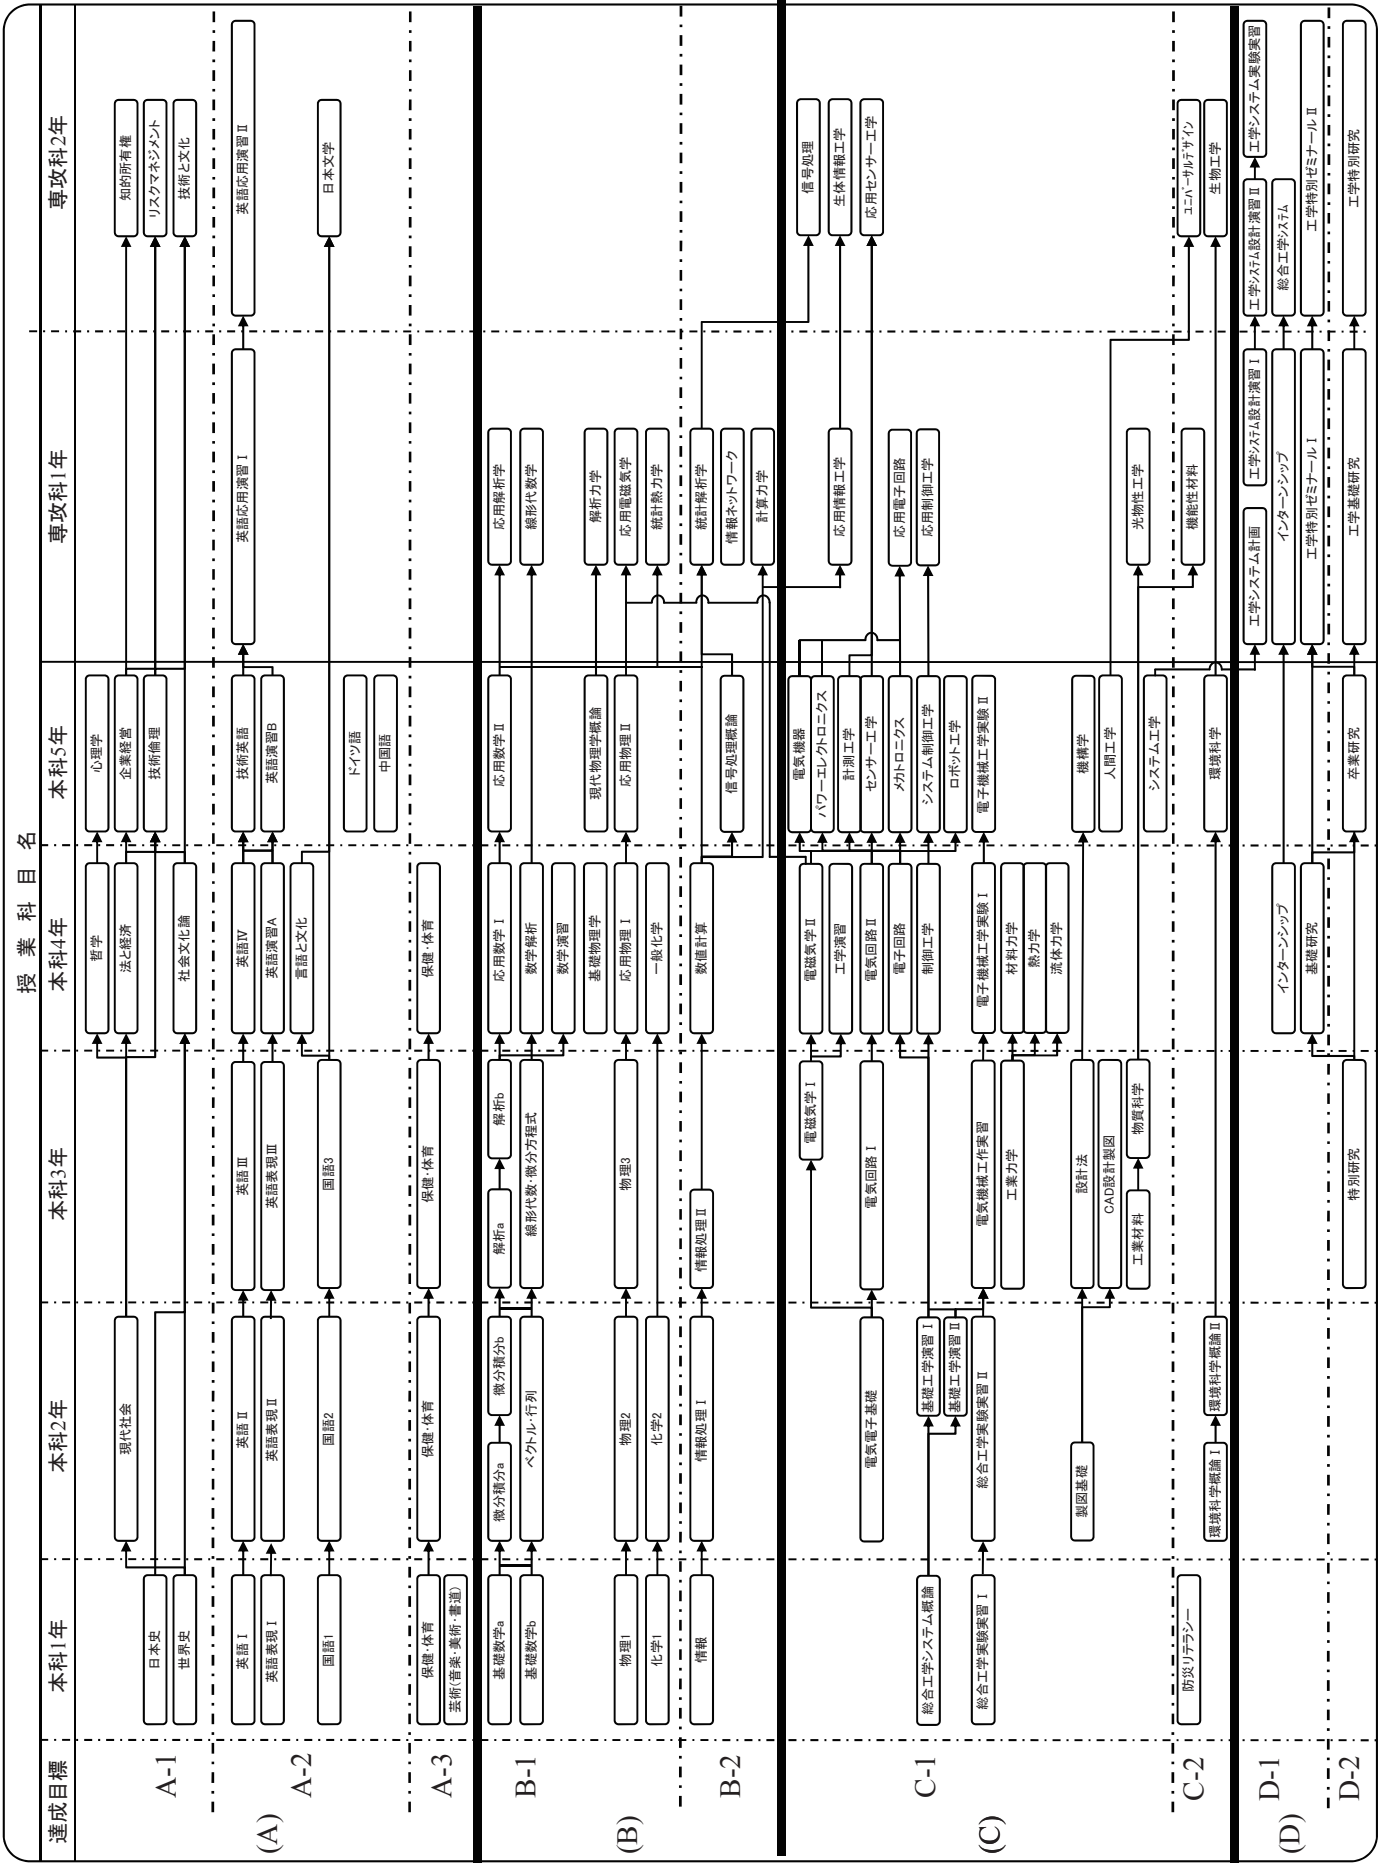 授業科目名
達成目標
本科1年
本科2年
本科3年
本科4年
本科5年
専攻科1年
専攻科2年
(A)
A-1
心理学
哲学
知的所有権
企業経営
法と経済
現代社会
リスクマネジメント
技術倫理
日本史
技術と文化
社会文化論
世界史
A-2
英語Ⅰ
英語Ⅱ
英語Ⅲ
英語Ⅳ
技術英語
英語応用演習Ⅰ
英語応用演習Ⅱ
英語表現Ⅰ
英語表現Ⅱ
英語表現Ⅲ
英語演習A
英語演習B
言語と文化
国語1
国語2
国語3
日本文学
ドイツ語
中国語
A-3
保健・体育
保健・体育
保健・体育
保健・体育
芸術(音楽・美術・書道)
(B)
B-1
基礎数学a
微分積分a
微分積分b
解析a
解析b
応用数学Ⅰ
応用数学Ⅱ
応用解析学
基礎数学b
ベクトル・行列
線形代数・微分方程式
数学解析
線形代数学
数学演習
基礎物理学
現代物理学概論
解析力学
物理1
物理2
物理3
応用物理Ⅰ
応用物理Ⅱ
応用電磁気学
化学1
化学2
一般化学
統計熱力学
B-2
情報
情報処理Ⅰ
情報処理Ⅱ
数値計算
統計解析学
信号処理概論
情報ネットワーク
計算力学
(C)
C-1
電磁気学Ⅰ
電磁気学Ⅱ
電気機器
信号処理
パワーエレクトロニクス
工学演習
計測工学
応用情報工学
生体情報工学
電気電子基礎
電気回路Ⅰ
電気回路Ⅱ
センサー工学
応用センサー工学
電子回路
メカトロニクス
応用電子回路
総合工学システム概論
基礎工学演習Ⅰ
制御工学
システム制御工学
応用制御工学
基礎工学演習Ⅱ
ロボット工学
総合工学実験実習Ⅰ
総合工学実験実習Ⅱ
電気機械工作実習
電子機械工学実験Ⅰ
電子機械工学実験Ⅱ
工業力学
材料力学
熱力学
流体力学
製図基礎
設計法
機構学
CAD設計製図
人間工学
工業材料
物質科学
光物性工学
システム工学
C-2
防災リテラシー
機能性材料
ユニバーサルデザイン
環境科学概論Ⅰ
環境科学概論Ⅱ
環境科学
生物工学
(D)
D-1
工学システム計画
工学システム設計演習Ⅰ
工学システム設計演習Ⅱ
工学システム実験実習
インターンシップ
インターンシップ
総合工学システム
基礎研究
工学特別ゼミナールⅠ
工学特別ゼミナールⅡ
D-2
特別研究
卒業研究
工学基礎研究
工学特別研究